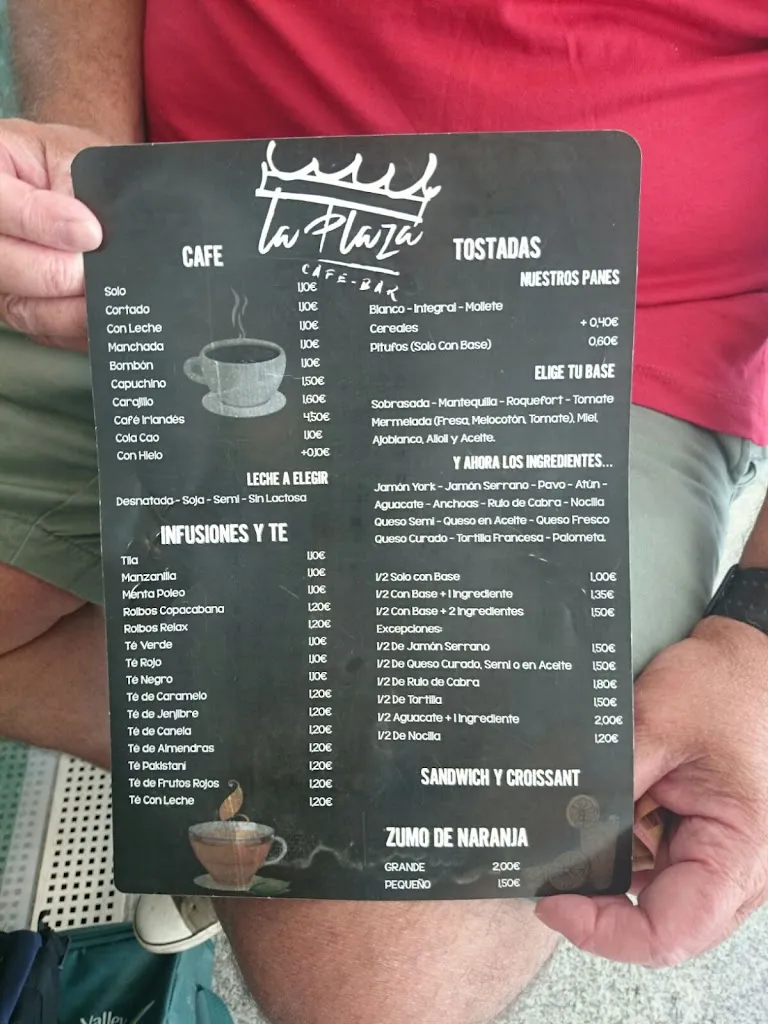 La Plaza
CAFE-BAR
CAFE
Solo 1,10€
Cortado 1,10€
Con Leche 1,10€
Manchada 1,10€
Bombón 1,10€
Capuchino 1,50€
Carajillo 1,60€
Café Irlandés 4,50€
Cola Cao 1,10€
Con Hielo +0,10€
LECHE A ELEGIR
Desnatada - Soja - Semi - Sin Lactosa
INFUSIONES Y TE
Tila 1,10€
Manzanilla 1,10€
Menta Poleo 1,10€
Roibos Copacabana 1,20€
Roibos Relax 1,20€
Té Verde 1,10€
Té Rojo 1,10€
Té Negro 1,10€
Té de Caramelo 1,20€
Té de Jenjibre 1,20€
Té de Canela 1,20€
Té de Almendras 1,20€
Té Pakistani 1,20€
Té de Frutos Rojos 1,20€
Té Con Leche 1,20€
TOSTADAS
NUESTROS PANES
Blanco - Integral - Mollete
Cereales + 0,40€
Pitufos (Solo Con Base) 0,60€
ELIGE TU BASE
Sobrasada - Mantequilla - Roquefort - Tomate
Mermelada (Fresa, Melocotón, Tomate), Miel,
Ajoblanco, Alioli y Aceite.
Y AHORA LOS INGREDIENTES...
Jamón York - Jamón Serrano - Pavo - Atún -
Aguacate - Anchoas - Rulo de Cabra - Nocilla
Queso Semi - Queso en Aceite - Queso Fresco
Queso Curado - Tortilla Francesa - Palometa.
1/2 Solo con Base 1,00€
1/2 Con Base + 1 Ingrediente 1,35€
1/2 Con Base + 2 Ingredientes 1,50€
Excepciones:
1/2 De Jamón Serrano 1,50€
1/2 De Queso Curado, Semi o en Aceite 1,50€
1/2 De Rulo de Cabra 1,80€
1/2 De Tortilla 1,50€
1/2 Aguacate + 1 Ingrediente 2,00€
1/2 De Nocilla 1,20€
SANDWICH Y CROISSANT
ZUMO DE NARANJA
GRANDE 2,00€
PEQUEÑO 1,50€
Valley